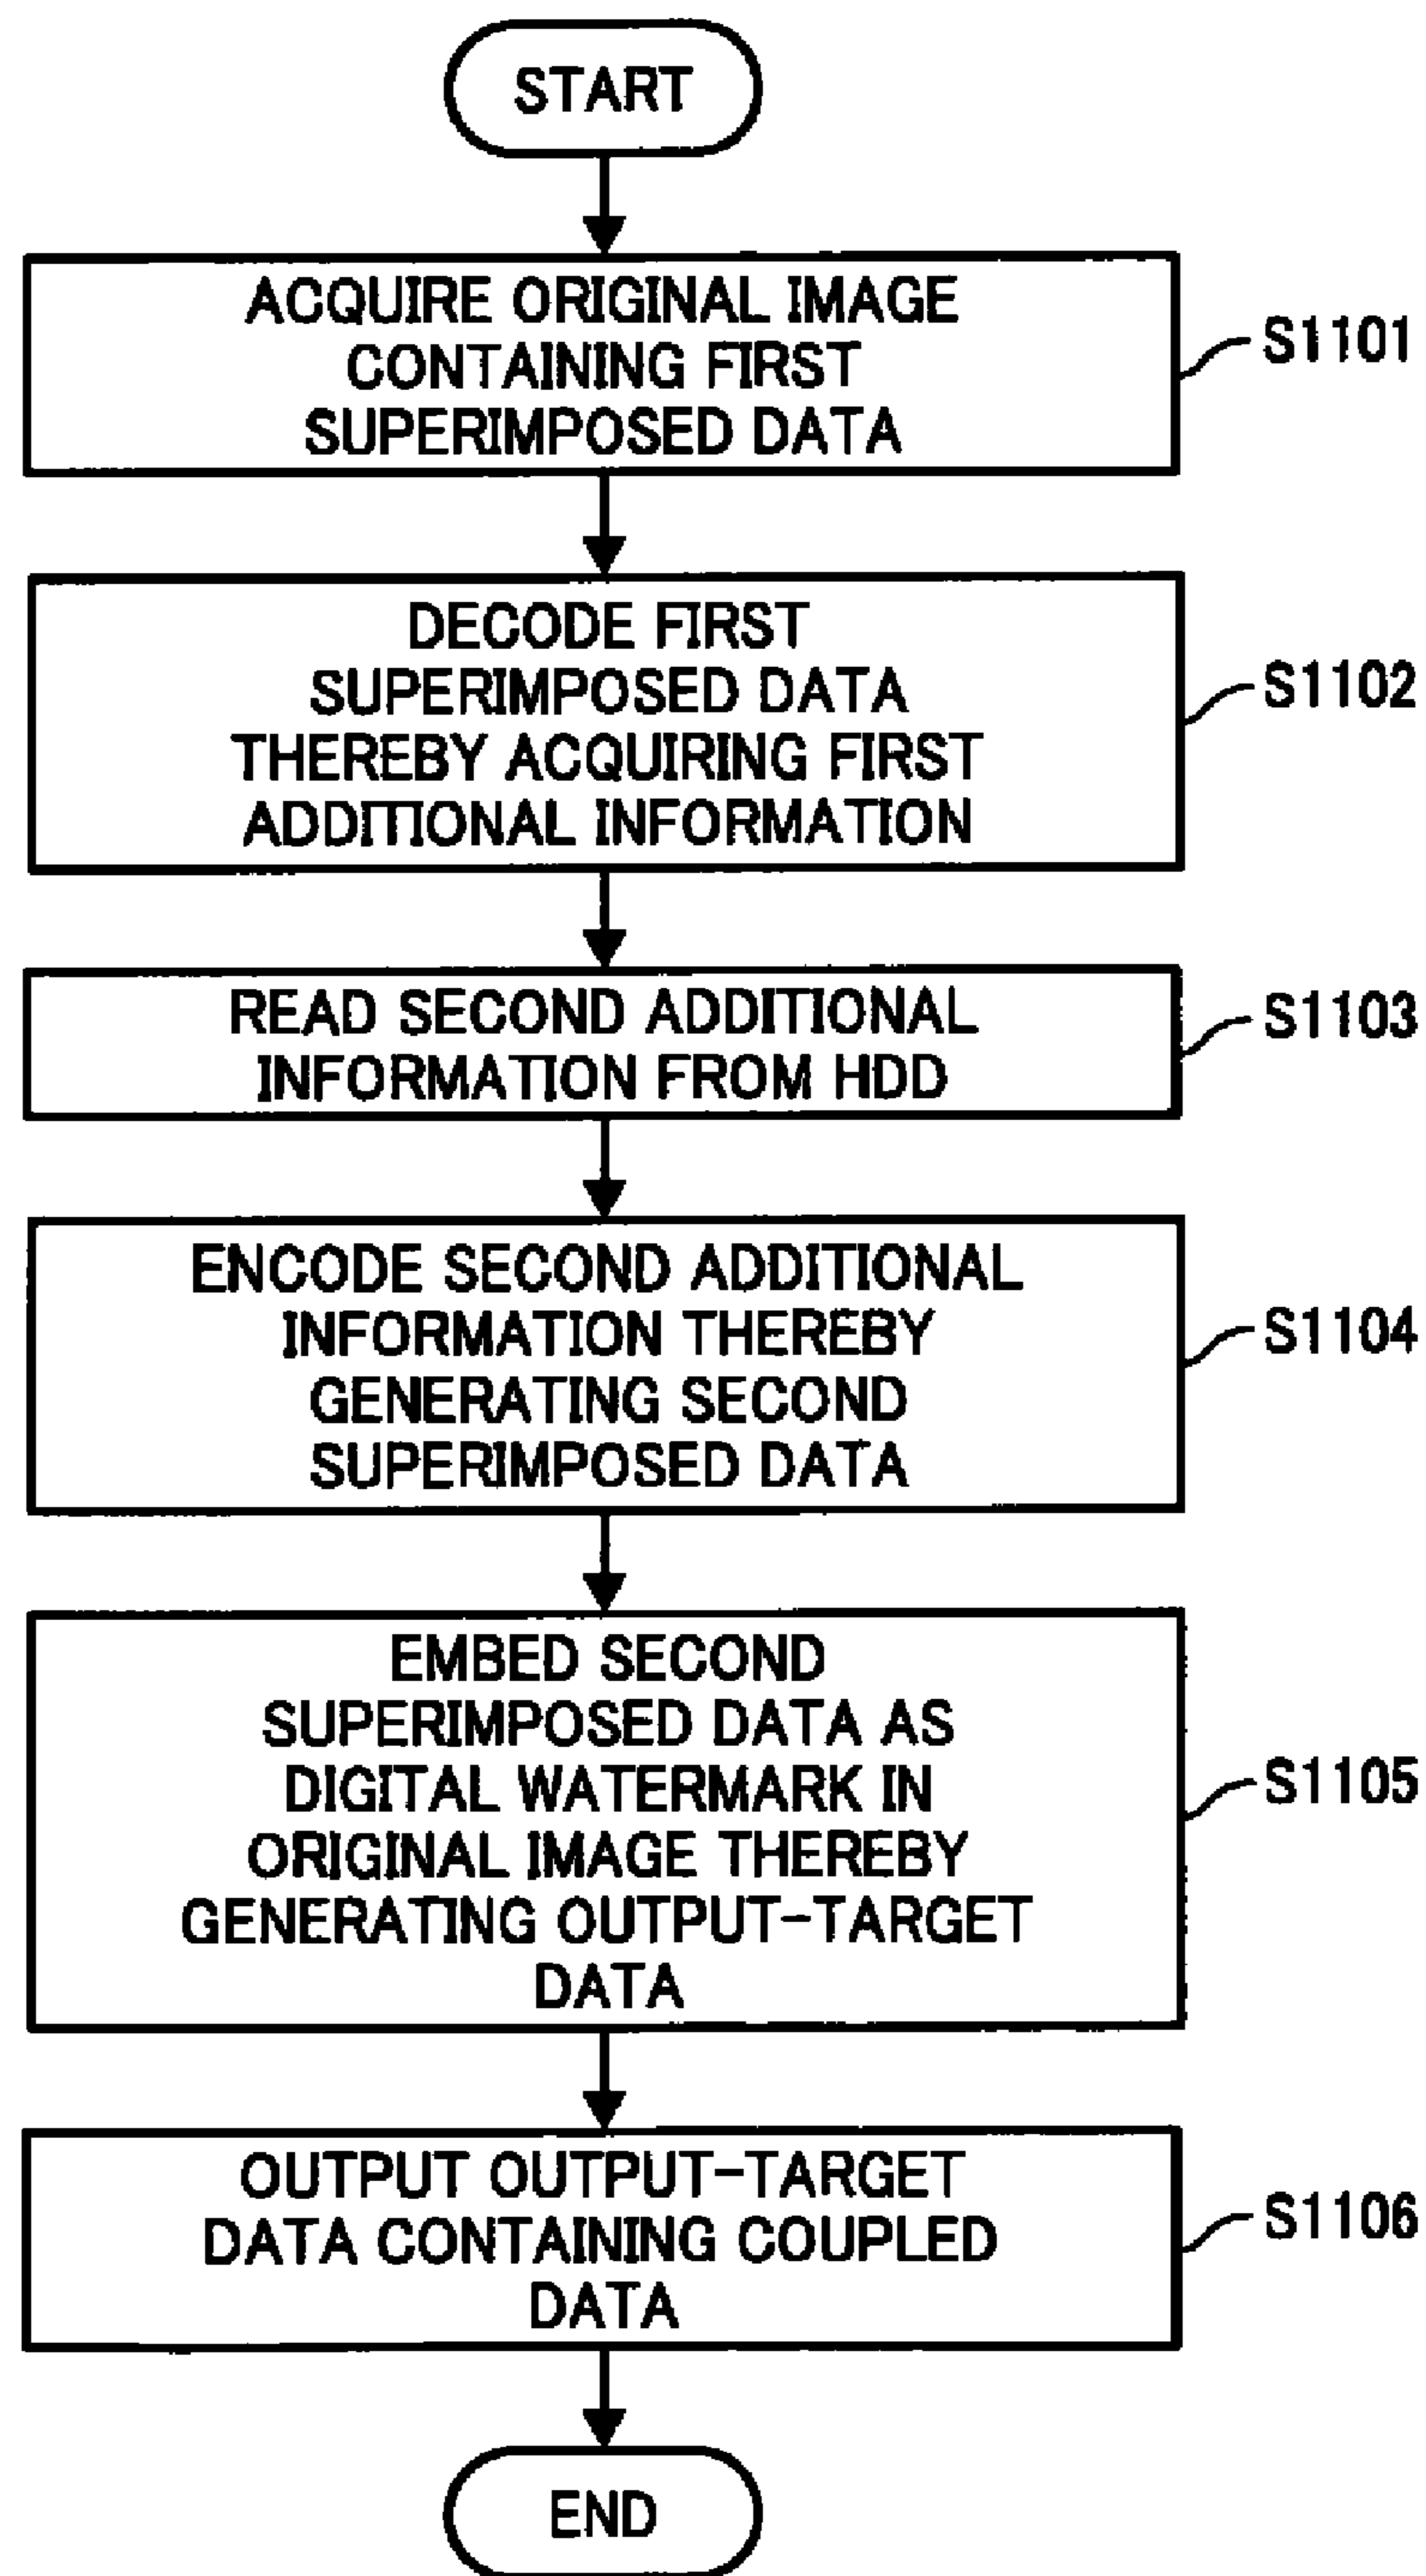 START
ACQUIRE ORIGINAL IMAGE
CONTAINING FIRST
SUPERIMPOSED DATA
S1101
DECODE FIRST
SUPERIMPOSED DATA
THEREBY ACQUIRING FIRST
ADDITIONAL INFORMATION
S1102
READ SECOND ADDITIONAL
INFORMATION FROM HDD
S1103
ENCODE SECOND ADDITIONAL
INFORMATION THEREBY
GENERATING SECOND
SUPERIMPOSED DATA
S1104
EMBED SECOND
SUPERIMPOSED DATA AS
DIGITAL WATERMARK IN
ORIGINAL IMAGE THEREBY
GENERATING OUTPUT-TARGET
DATA
S1105
OUTPUT OUTPUT-TARGET
DATA CONTAINING COUPLED
DATA
S1106
END